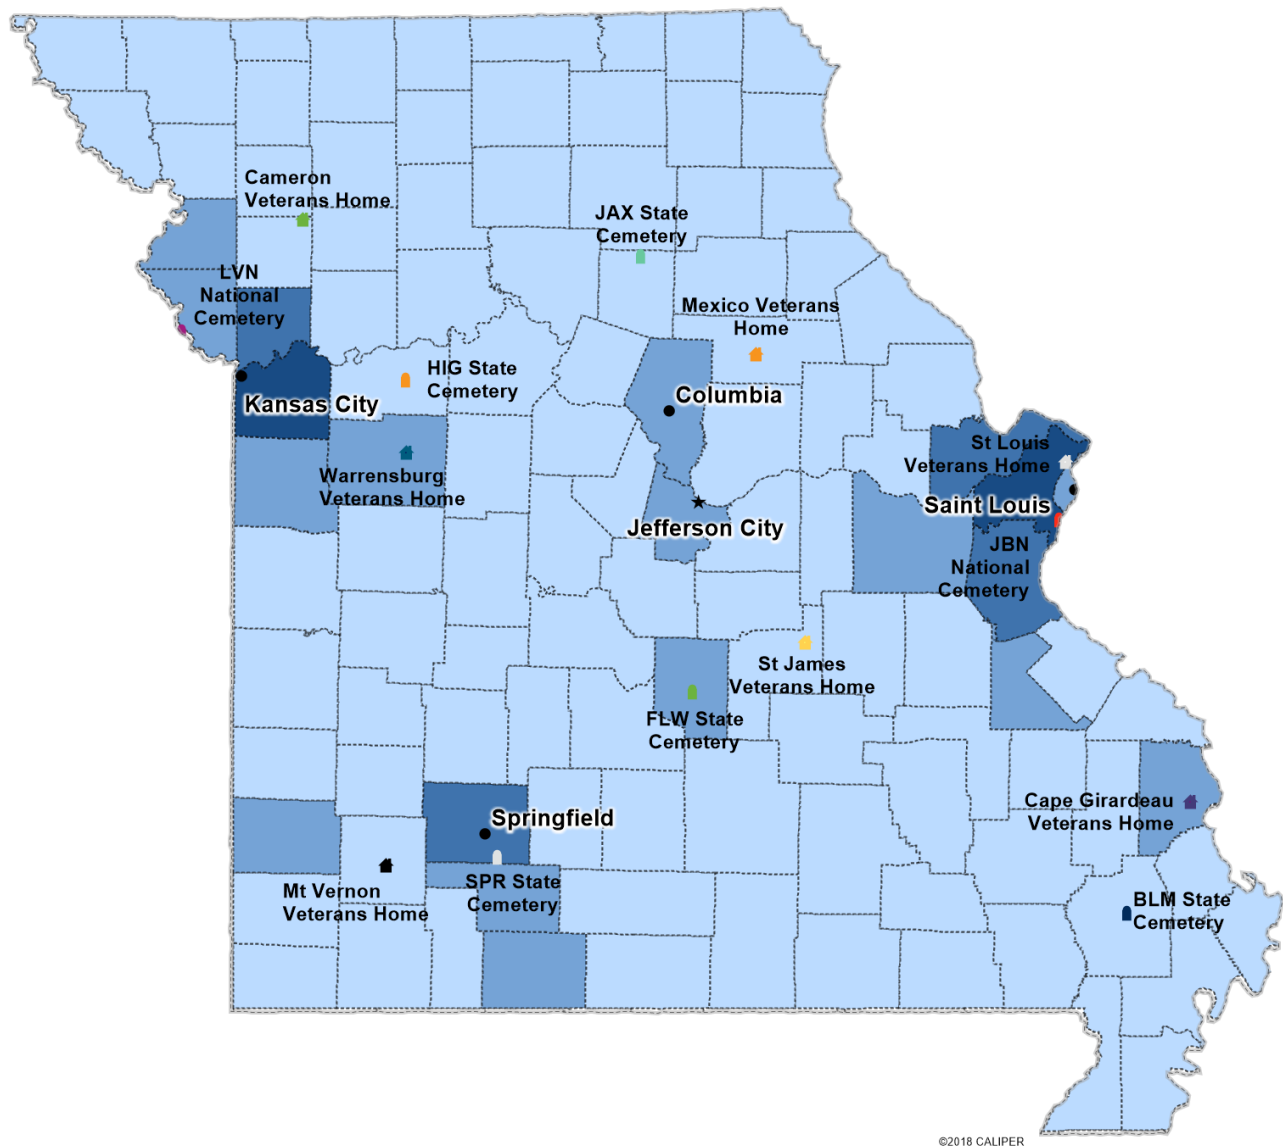 Cameron
Veterans Home
JAX State
Cemetery
LVN
National
Cemetery
Mexico Veterans
Home
HIG State
Cemetery
Kansas City
Columbia
St Louis
Veterans Home
Warrensburg
Veterans Home
Saint Louis
Jefferson City
JBN
National
Cemetery
St James
Veterans Home
FLW State
Cemetery
Cape Girardeau
Veterans Home
Springfield
Mt Vernon
Veterans Home
SPR State
Cemetery
BLM State
Cemetery
©2018 CALIPER